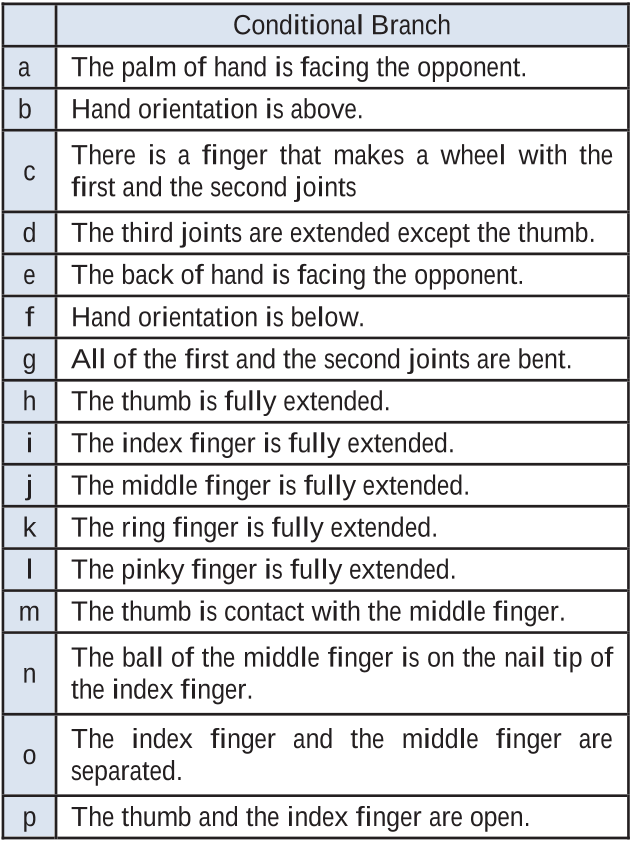 Conditional Branch
a The palm of hand is facing the opponent.
b Hand orientation is above.
c There is a finger that makes a wheel with the
first and the second joints
d The third joints are extended except the thumb.
e The back of hand is facing the opponent.
f Hand orientation is below.
g All of the first and the second joints are bent.
h The thumb is fully extended.
i The index finger is fully extended.
j The middle finger is fully extended.
k The ring finger is fully extended.
l The pinky finger is fully extended.
m The thumb is contact with the middle finger.
n The ball of the middle finger is on the nail tip of
the index finger.
o The index finger and the middle finger are
separated.
p The thumb and the index finger are open.